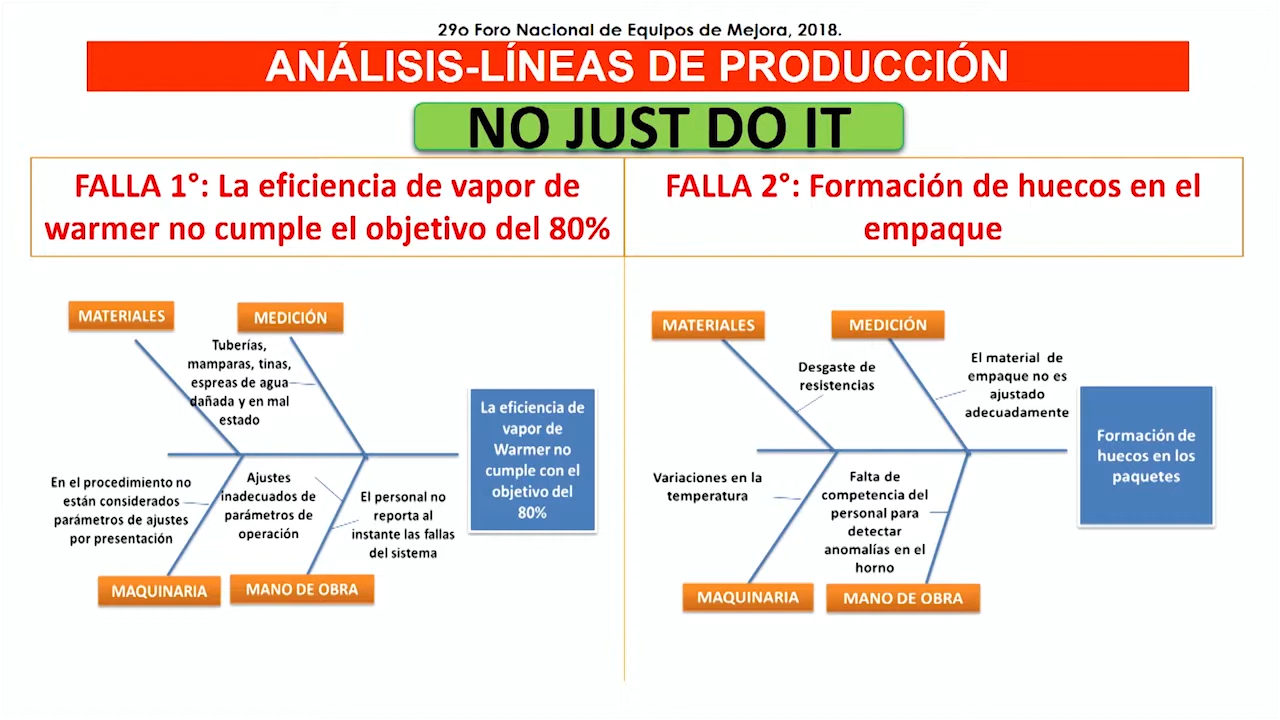 29o Foro Nacional de Equipos de Mejora, 2018.
ANÁLISIS-LÍNEAS DE PRODUCCIÓN
NO JUST DO IT
FALLA 1°: La eficiencia de vapor de
warmer no cumple el objetivo del 80%
FALLA 2°: Formación de huecos en el
empaque
MATERIALES
MEDICIÓN
Tuberías,
mamparas, tinas,
espreas de agua
dañada y en mal
estado
La eficiencia de
vapor de
Warmer no
cumple con el
objetivo del
80%
En el procedimiento no
están considerados
parámetros de ajustes
por presentación
Ajustes
inadecuados de
parámetros de
operación
El personal no
reporta al
instante las fallas
del sistema
MAQUINARIA
MANO DE OBRA
MATERIALES
MEDICIÓN
Desgaste de
resistencias
El material de
empaque no es
ajustado
adecuadamente
Formación de
huecos en los
paquetes
Variaciones en la
temperatura
Falta de
competencia del
personal para
detectar
anomalías en el
horno
MAQUINARIA
MANO DE OBRA